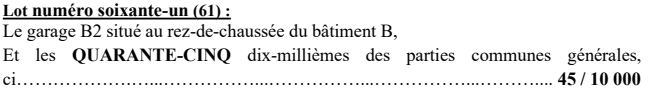 Lot numéro soixante-un (61) :
Le garage B2 situé au rez-de-chaussée du bâtiment B,
Et les QUARANTE-CINQ dix-millièmes des parties communes générales,
ci……………….…...……………...……………...……………...………... 45 / 10 000